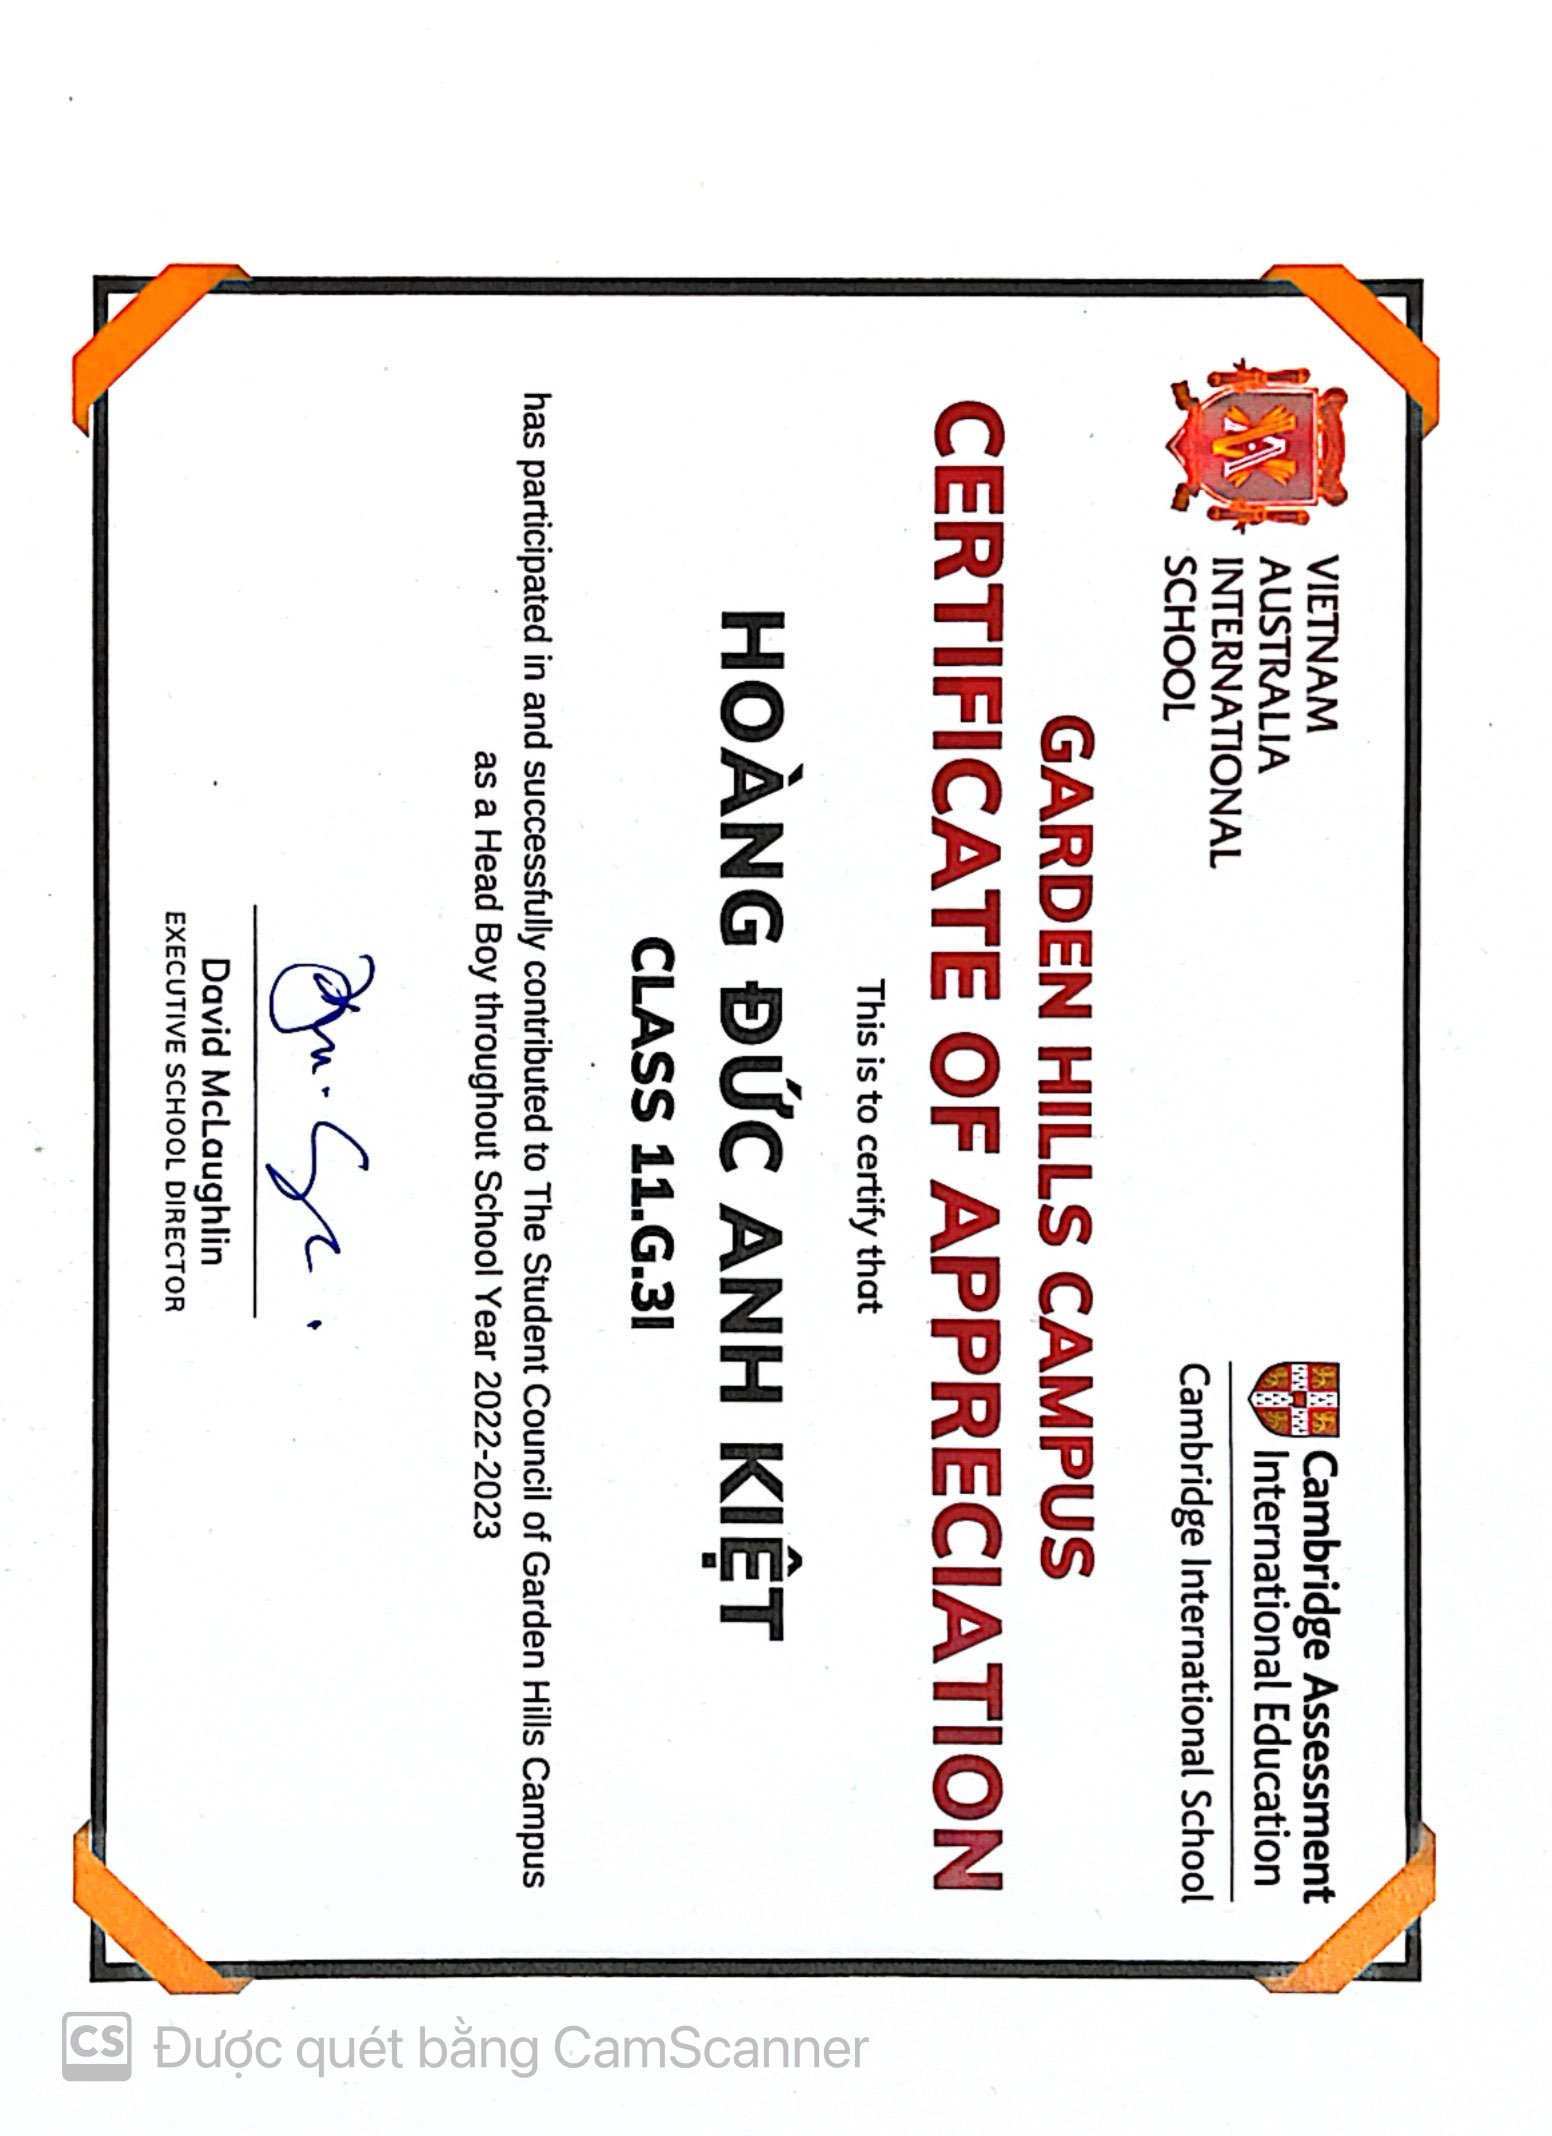 VIETNAM
AUSTRALIA
INTERNATIONAL
SCHOOL
Cambridge Assessment
International Education
Cambridge International School
GARDEN HILLS CAMPUS
CERTIFICATE OF APPRECIATION
This is to certify that
HOÀNG ĐỨC ANH KIỆT
CLASS 11.G.3I
has participated in and successfully contributed to The Student Council of Garden Hills Campus
as a Head Boy throughout School Year 2022-2023
David McLaughlin
EXECUTIVE SCHOOL DIRECTOR
CS Được quét bằng CamScanner